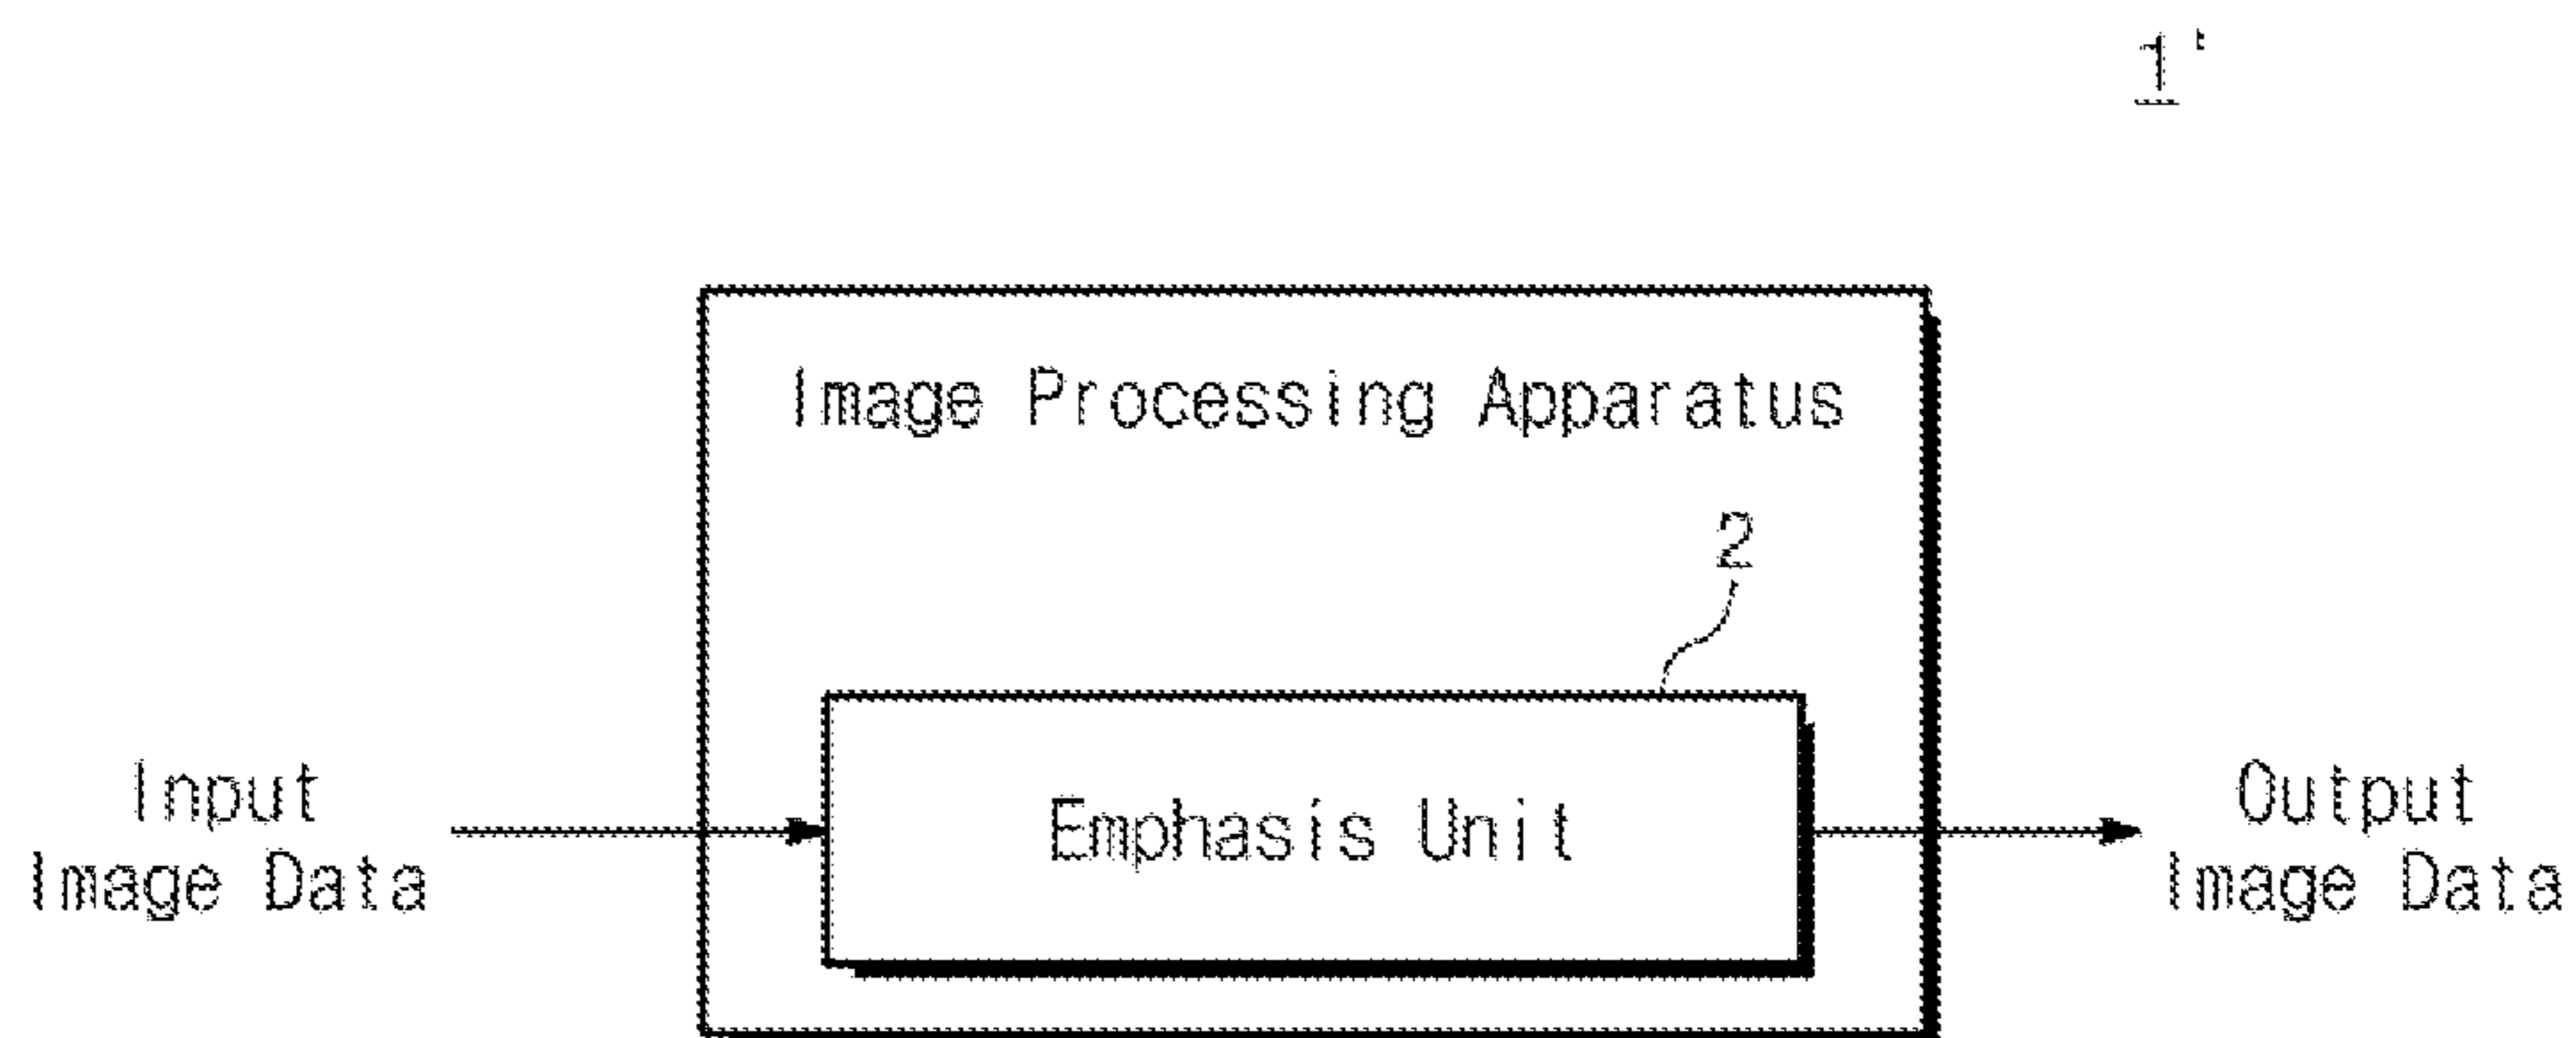 1'
Image Processing Apparatus
2
Input
Image Data
Emphasis Unit
Output
Image Data